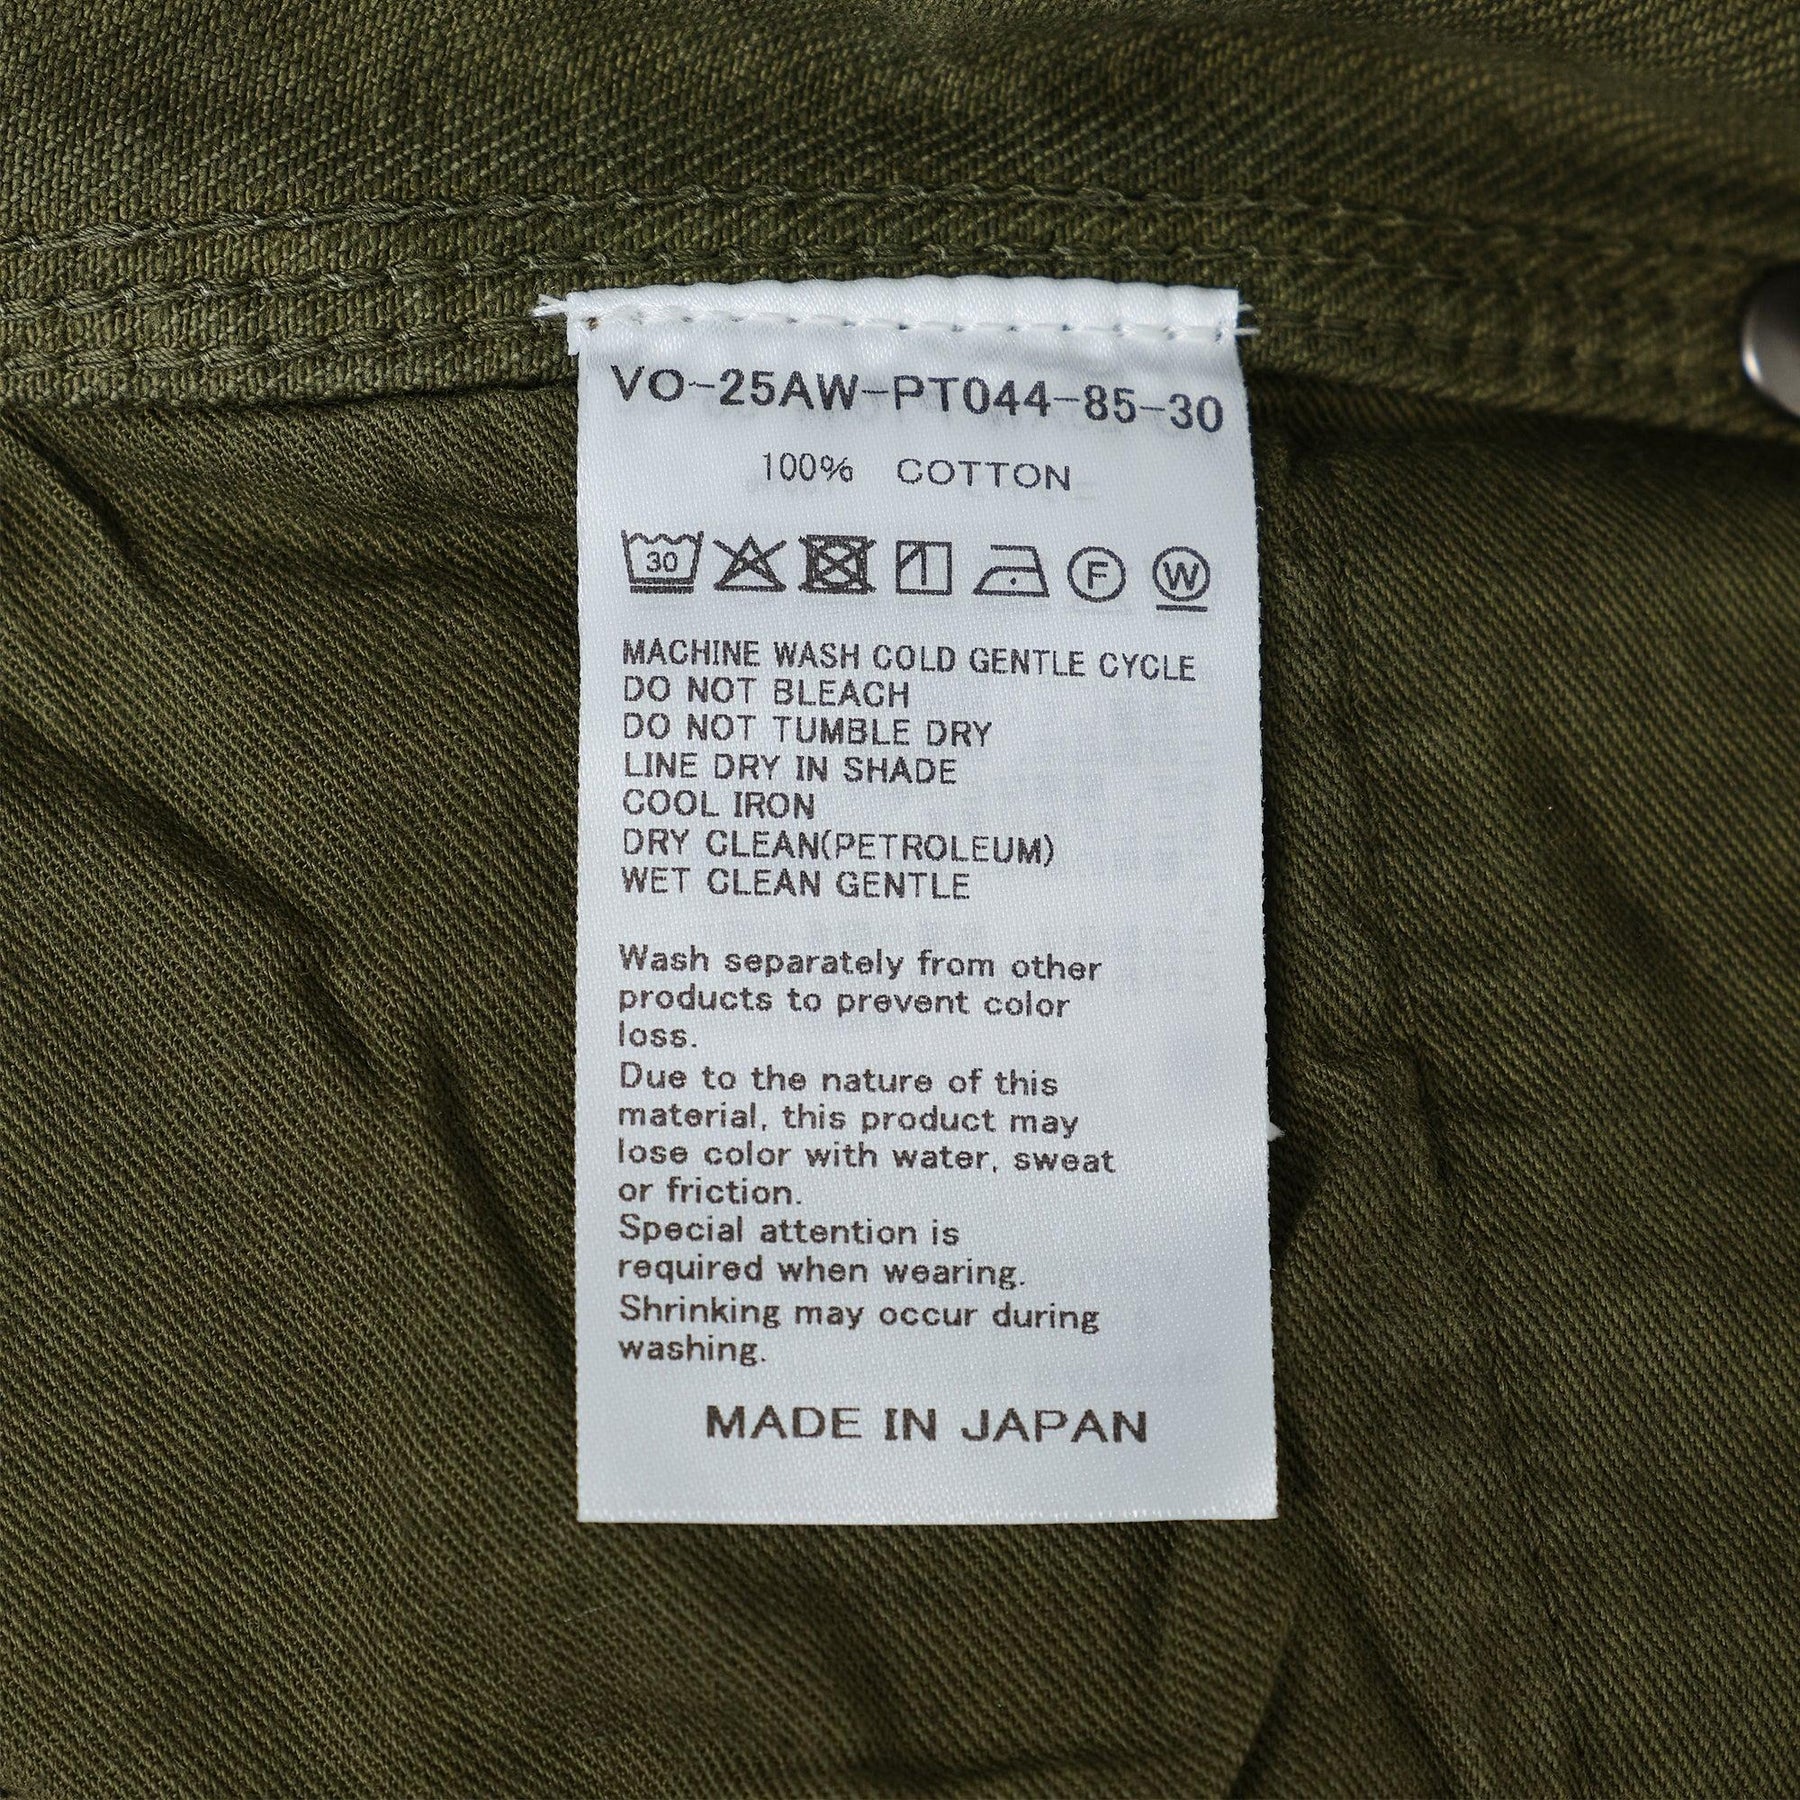 VO-25AW-PT044-85-30
100% COTTON
30 F W
MACHINE WASH COLD GENTLE CYCLE
DO NOT BLEACH
DO NOT TUMBLE DRY
LINE DRY IN SHADE
COOL IRON
DRY CLEAN(PETROLEUM)
WET CLEAN GENTLE
Wash separately from other
products to prevent color
loss.
Due to the nature of this
material, this product may
lose color with water, sweat
or friction.
Special attention is
required when wearing.
Shrinking may occur during
washing.
MADE IN JAPAN